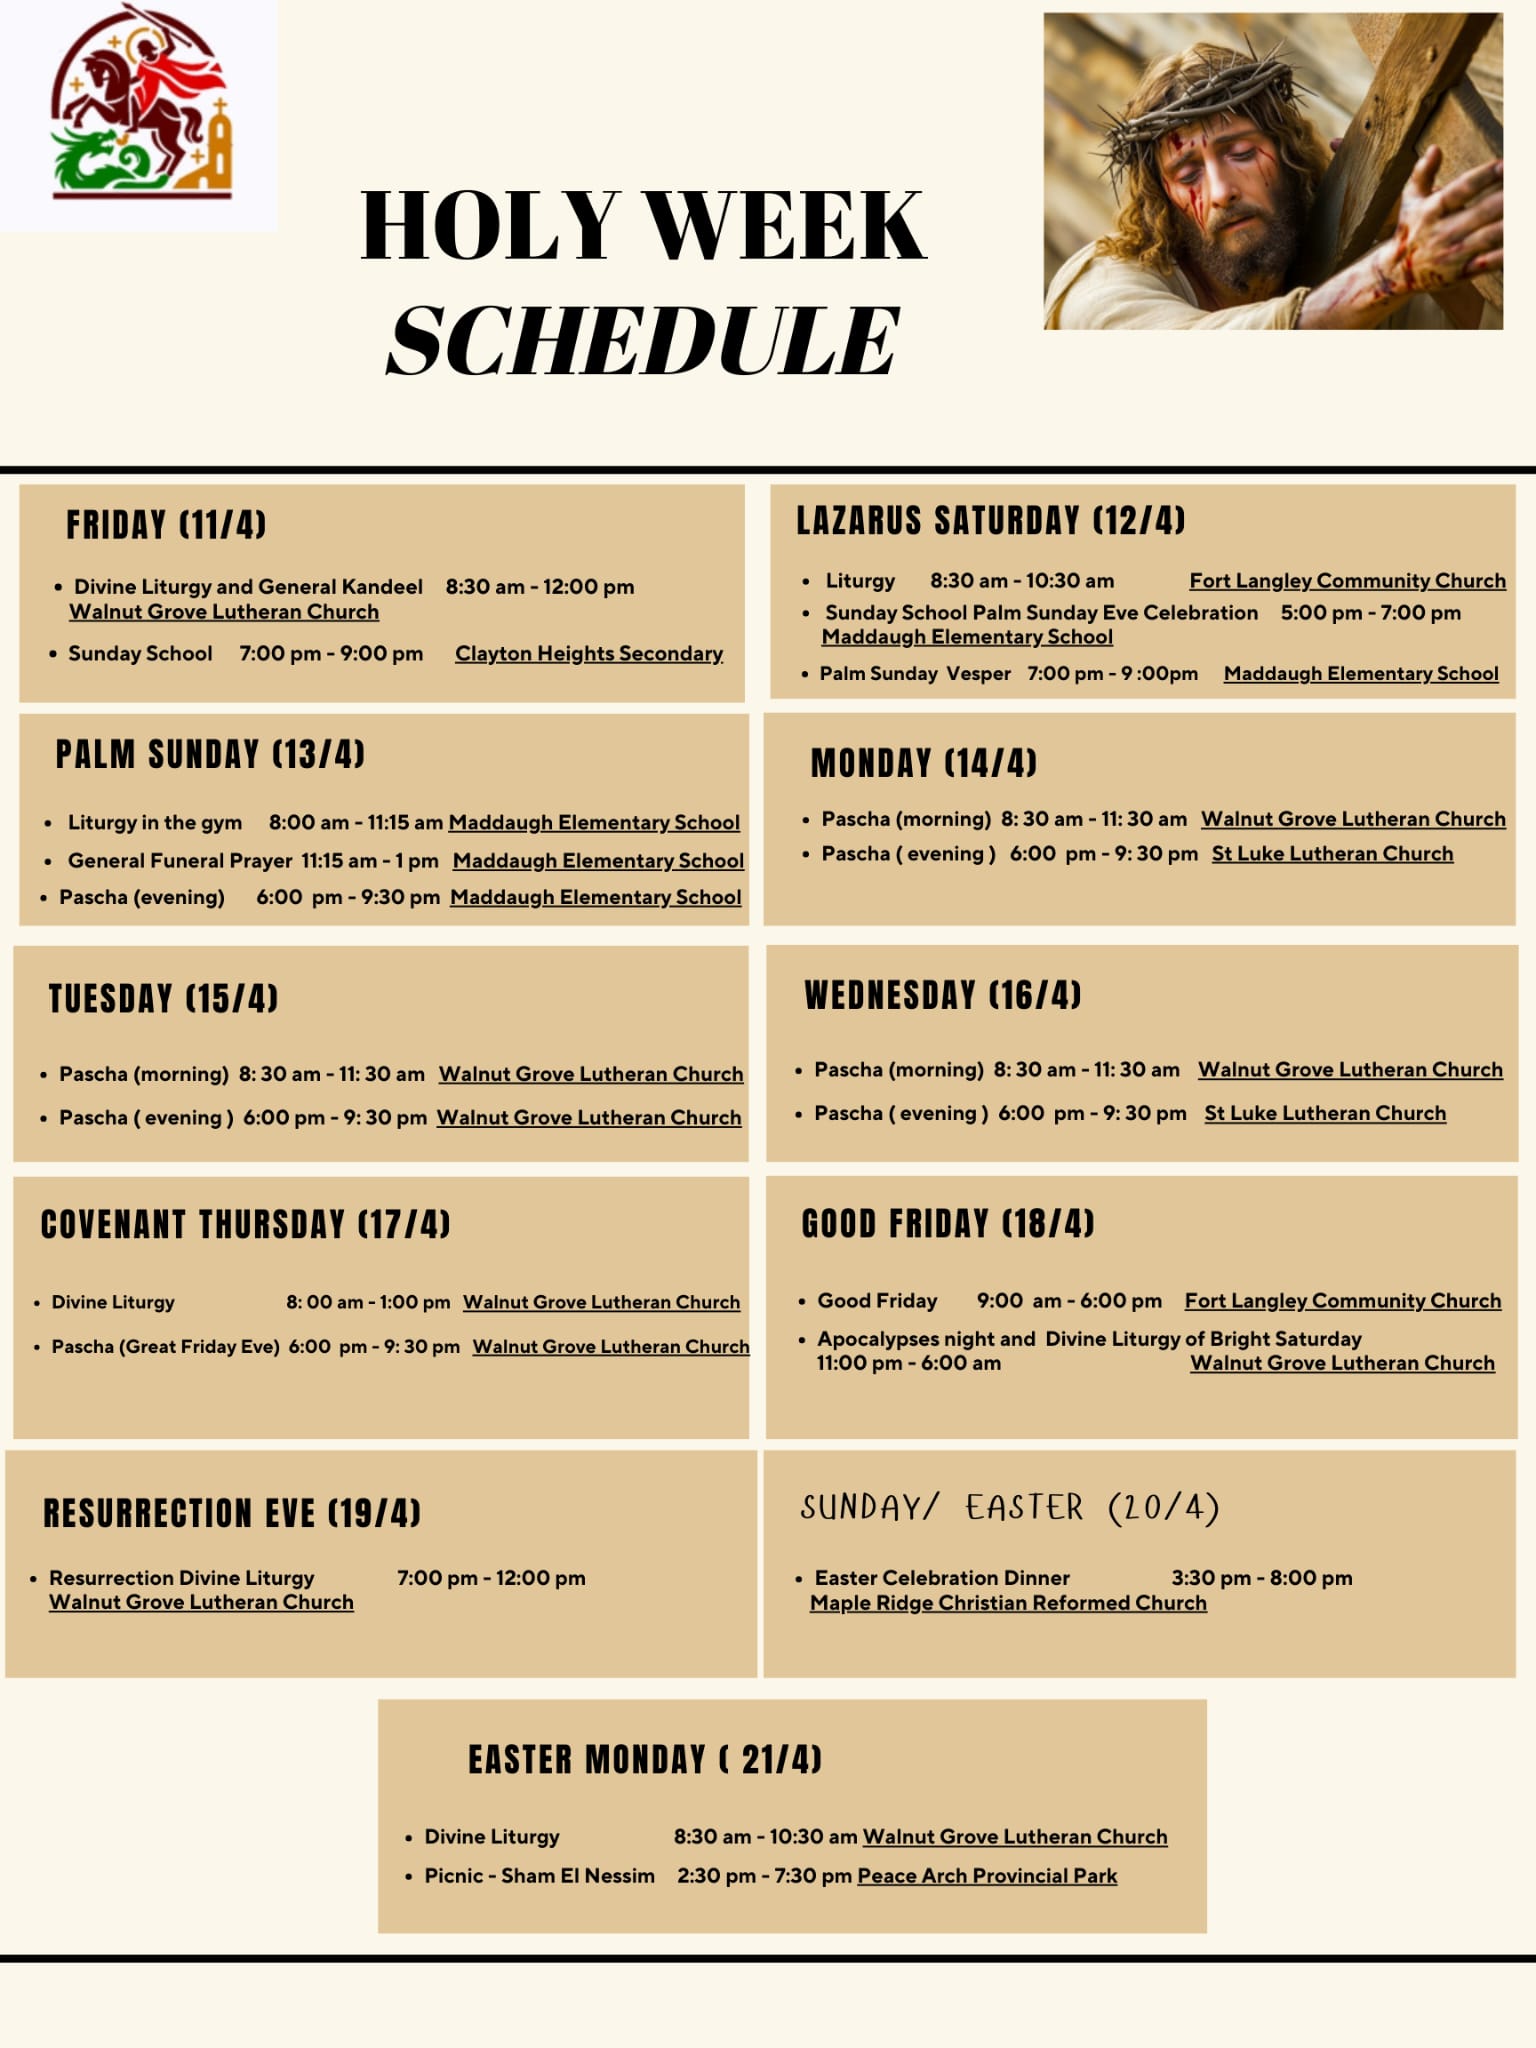 HOLY WEEK
SCHEDULE
FRIDAY (11/4)
• Divine Liturgy and General Kandeel 8:30 am - 12:00 pm
Walnut Grove Lutheran Church
• Sunday School 7:00 pm - 9:00 pm Clayton Heights Secondary
LAZARUS SATURDAY (12/4)
• Liturgy 8:30 am - 10:30 am Fort Langley Community Church
• Sunday School Palm Sunday Eve Celebration 5:00 pm - 7:00 pm
Maddaugh Elementary School
• Palm Sunday Vesper 7:00 pm - 9 :00pm Maddaugh Elementary School
PALM SUNDAY (13/4)
• Liturgy in the gym 8:00 am - 11:15 am Maddaugh Elementary School
• General Funeral Prayer 11:15 am - 1 pm Maddaugh Elementary School
• Pascha (evening) 6:00 pm - 9:30 pm Maddaugh Elementary School
MONDAY (14/4)
• Pascha (morning) 8: 30 am - 11: 30 am Walnut Grove Lutheran Church
• Pascha ( evening ) 6:00 pm - 9: 30 pm St Luke Lutheran Church
TUESDAY (15/4)
• Pascha (morning) 8: 30 am - 11: 30 am Walnut Grove Lutheran Church
• Pascha ( evening ) 6:00 pm - 9: 30 pm Walnut Grove Lutheran Church
WEDNESDAY (16/4)
• Pascha (morning) 8: 30 am - 11: 30 am Walnut Grove Lutheran Church
• Pascha ( evening ) 6:00 pm - 9: 30 pm St Luke Lutheran Church
COVENANT THURSDAY (17/4)
• Divine Liturgy 8: 00 am - 1:00 pm Walnut Grove Lutheran Church
• Pascha (Great Friday Eve) 6:00 pm - 9: 30 pm Walnut Grove Lutheran Church
GOOD FRIDAY (18/4)
• Good Friday 9:00 am - 6:00 pm Fort Langley Community Church
• Apocalypses night and Divine Liturgy of Bright Saturday
11:00 pm - 6:00 am Walnut Grove Lutheran Church
RESURRECTION EVE (19/4)
• Resurrection Divine Liturgy 7:00 pm - 12:00 pm
Walnut Grove Lutheran Church
SUNDAY/ EASTER (20/4)
• Easter Celebration Dinner 3:30 pm - 8:00 pm
Maple Ridge Christian Reformed Church
EASTER MONDAY ( 21/4)
• Divine Liturgy 8:30 am - 10:30 am Walnut Grove Lutheran Church
• Picnic - Sham El Nessim 2:30 pm - 7:30 pm Peace Arch Provincial Park